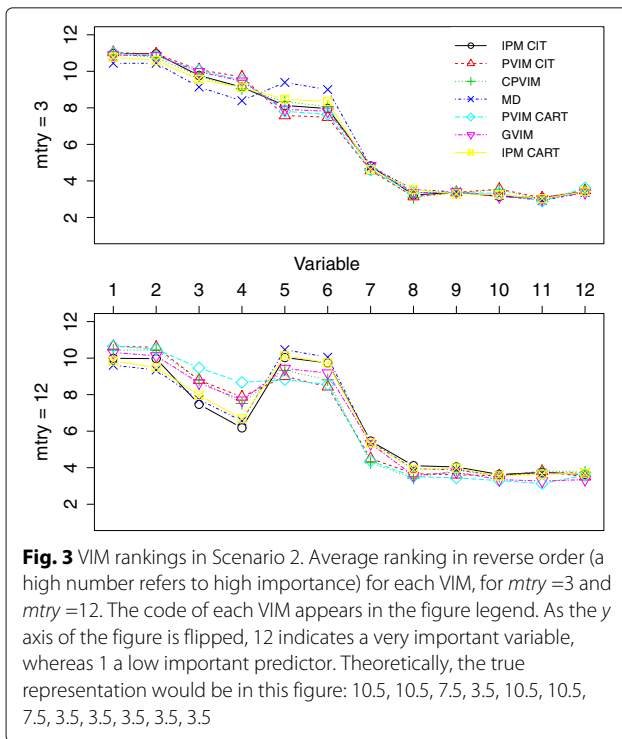 12
10
8
6
4
2
mtry = 3
IPM CIT
PVIM CIT
CPVIM
MD
PVIM CART
GVIM
IPM CART
Variable
1 2 3 4 5 6 7 8 9 10 11 12
12
10
8
6
4
2
mtry = 12
Fig. 3 VIM rankings in Scenario 2. Average ranking in reverse order (a
high number refers to high importance) for each VIM, for mtry =3 and
mtry =12. The code of each VIM appears in the figure legend. As the y
axis of the figure is flipped, 12 indicates a very important variable,
whereas 1 a low important predictor. Theoretically, the true
representation would be in this figure: 10.5, 10.5, 7.5, 3.5, 10.5, 10.5,
7.5, 3.5, 3.5, 3.5, 3.5, 3.5